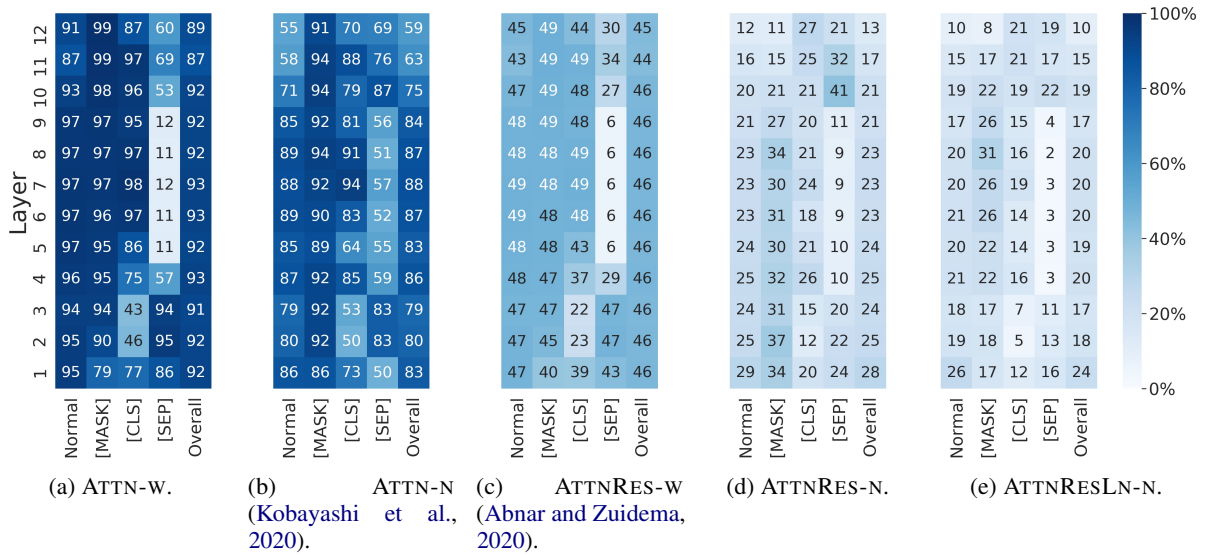 Layer
12 91 99 87 60 89 55 91 70 69 59 45 49 44 30 45 12 11 27 21 13 10 8 21 19 10 100%
11 87 99 97 69 87 58 94 88 76 63 43 49 49 34 44 16 15 25 32 17 15 17 21 17 15
10 93 98 96 53 92 71 94 79 87 75 47 49 48 27 46 20 21 21 41 21 19 22 19 22 19 80%
9 97 97 95 12 92 85 92 81 56 84 48 49 48 6 46 21 27 20 11 21 17 26 15 4 17
8 97 97 97 11 92 89 94 91 51 87 48 48 49 6 46 23 34 21 9 23 20 31 16 2 20 60%
7 97 97 98 12 93 88 92 94 57 88 49 48 49 6 46 23 30 24 9 23 20 26 19 3 20
6 97 96 97 11 93 89 90 83 52 87 49 48 48 6 46 23 31 18 9 23 21 26 14 3 20
5 97 95 86 11 92 85 89 64 55 83 48 48 43 6 46 24 30 21 10 24 20 22 14 3 19 40%
4 96 95 75 57 93 87 92 85 59 86 48 47 37 29 46 25 32 26 10 25 21 22 16 3 20
3 94 94 43 94 91 79 92 53 83 79 47 47 22 47 46 24 31 15 20 24 18 17 7 11 17 20%
2 95 90 46 95 92 80 92 50 83 80 47 45 23 47 46 25 37 12 22 25 19 18 5 13 18
1 95 79 77 86 92 86 86 73 50 83 47 40 39 43 46 29 34 20 24 28 26 17 12 16 24 0%
Normal [MASK] [CLS] [SEP] Overall Normal [MASK] [CLS] [SEP] Overall Normal [MASK] [CLS] [SEP] Overall Normal [MASK] [CLS] [SEP] Overall Normal [MASK] [CLS] [SEP] Overall
(a) ATTN-W.
(b) ATTN-N
(Kobayashi et al.,
2020).
(c) ATTNRES-W
(Abnar and Zuidema,
2020).
(d) ATTNRES-N.
(e) ATTNRESLN-N.